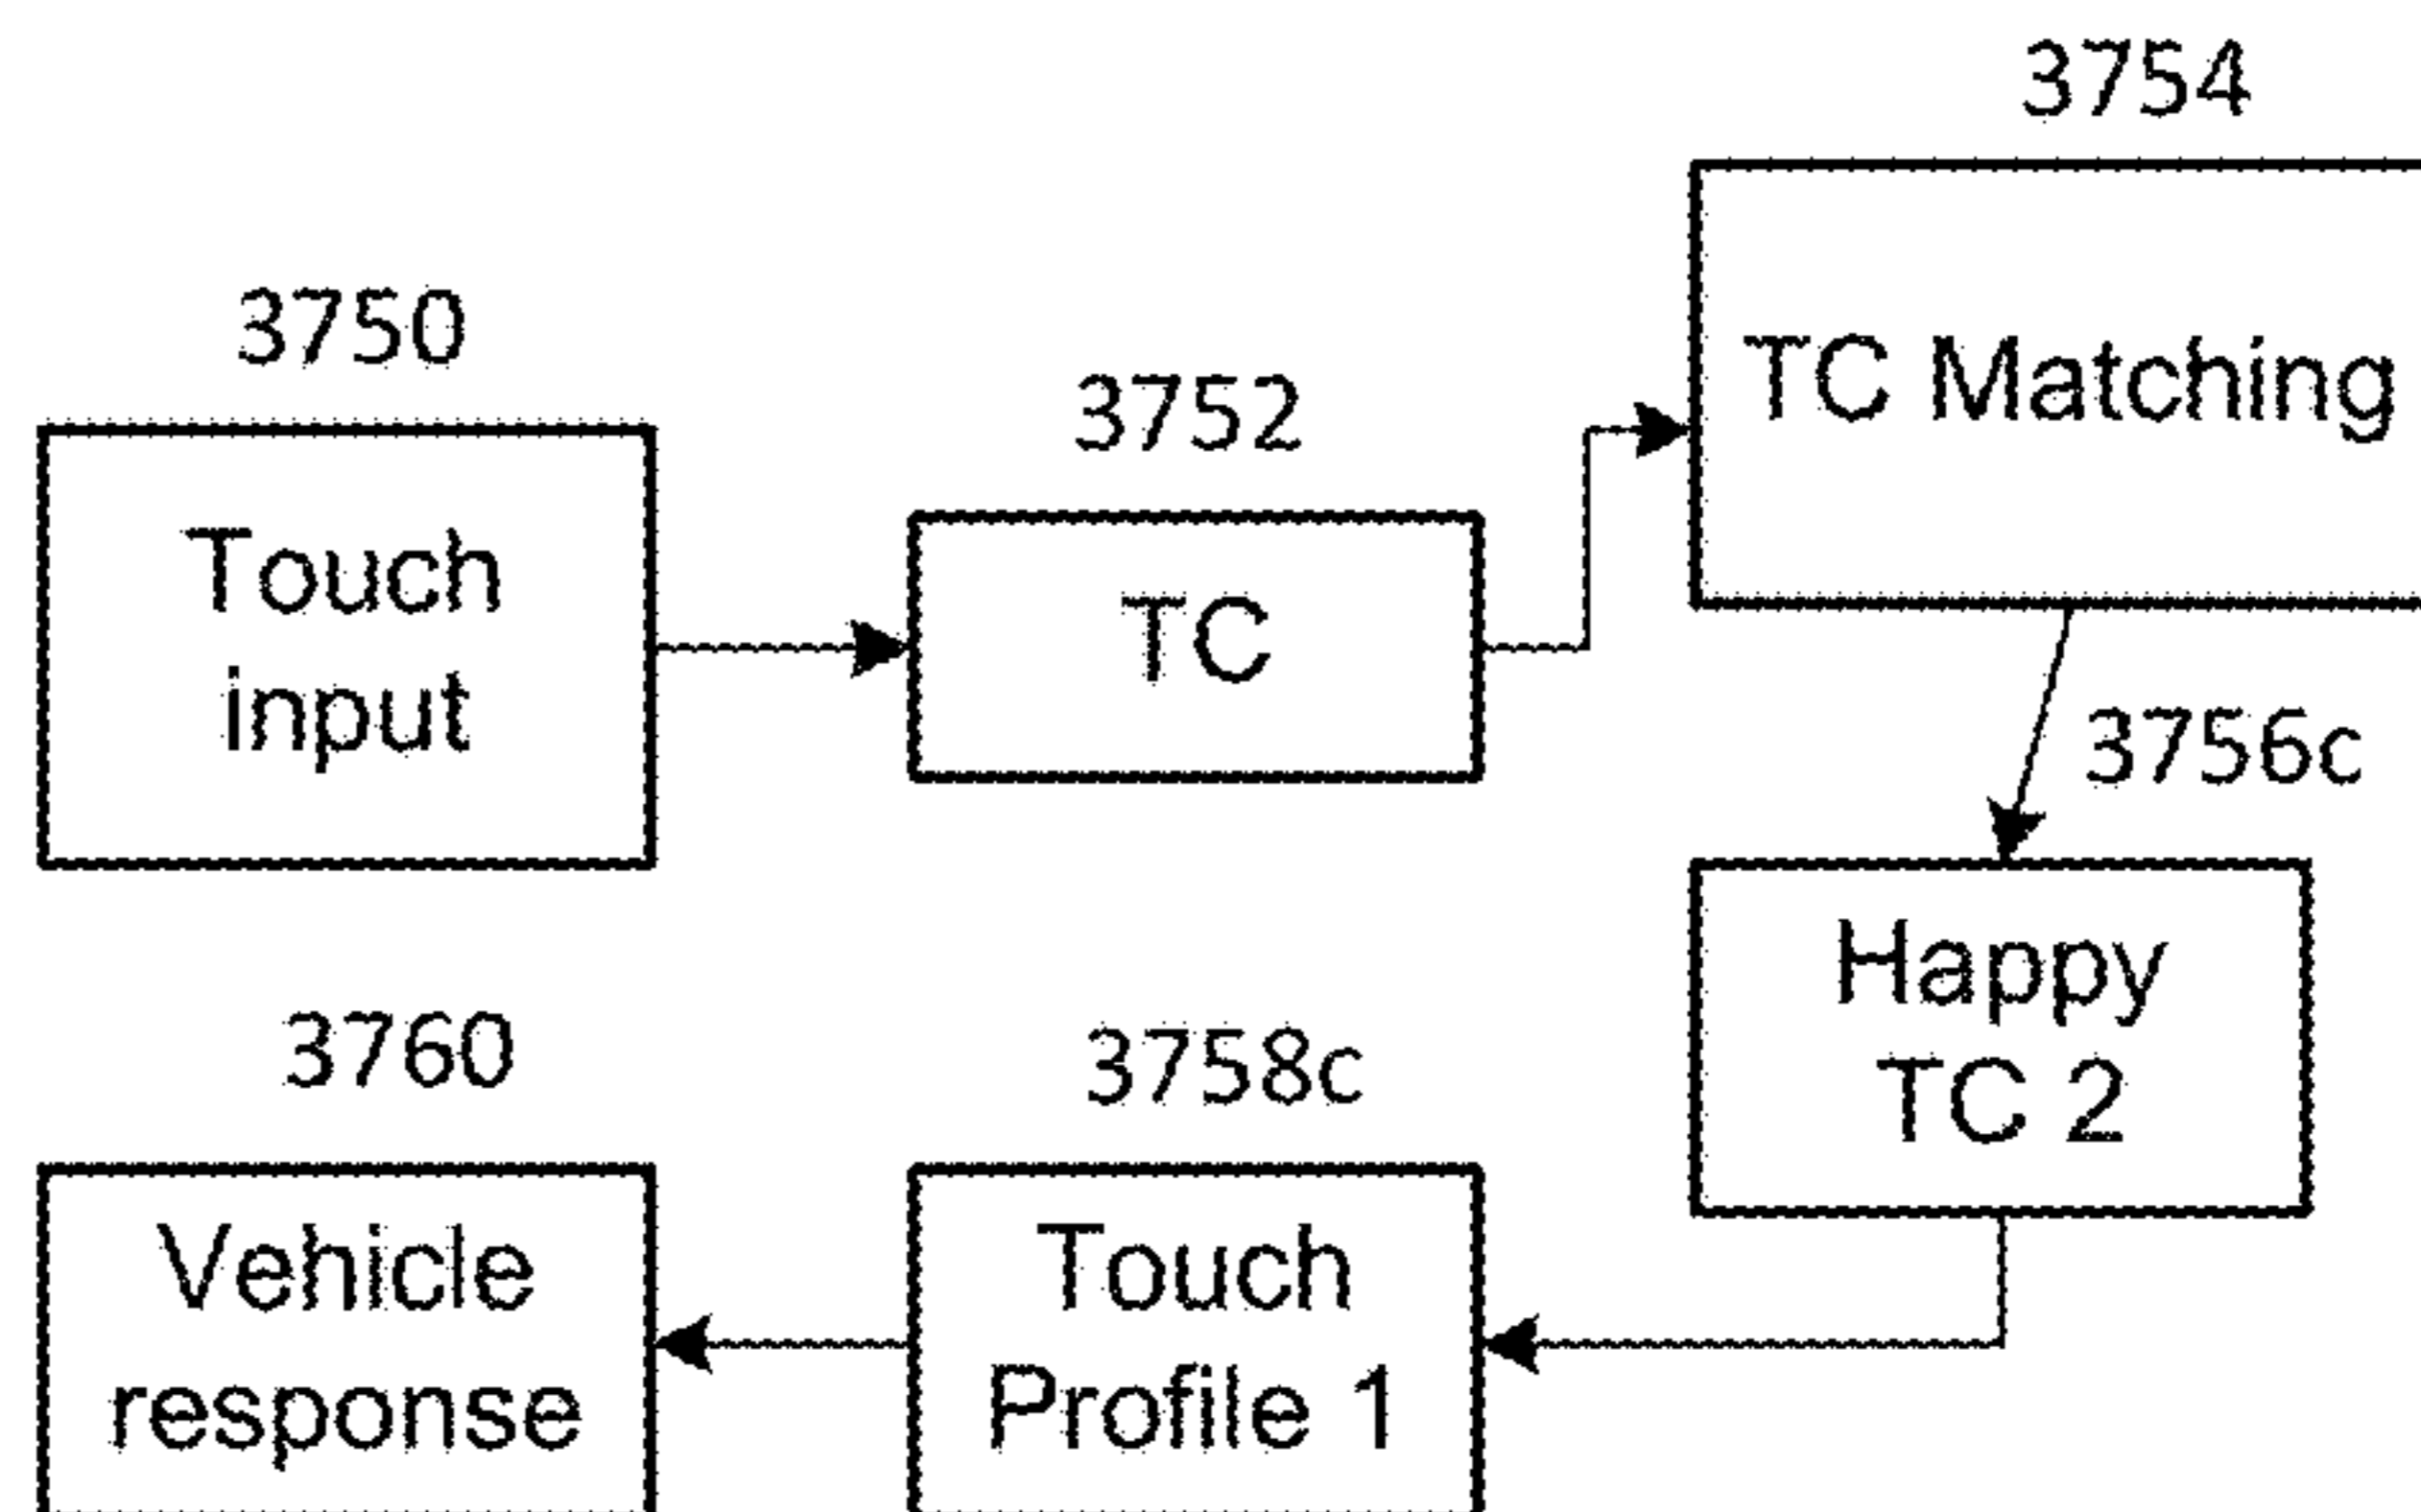 3754
TC Matching
3750
Touch
input
3752
TC
3756c
Happy
TC 2
3760
Vehicle
response
3758c
Touch
Profile 1